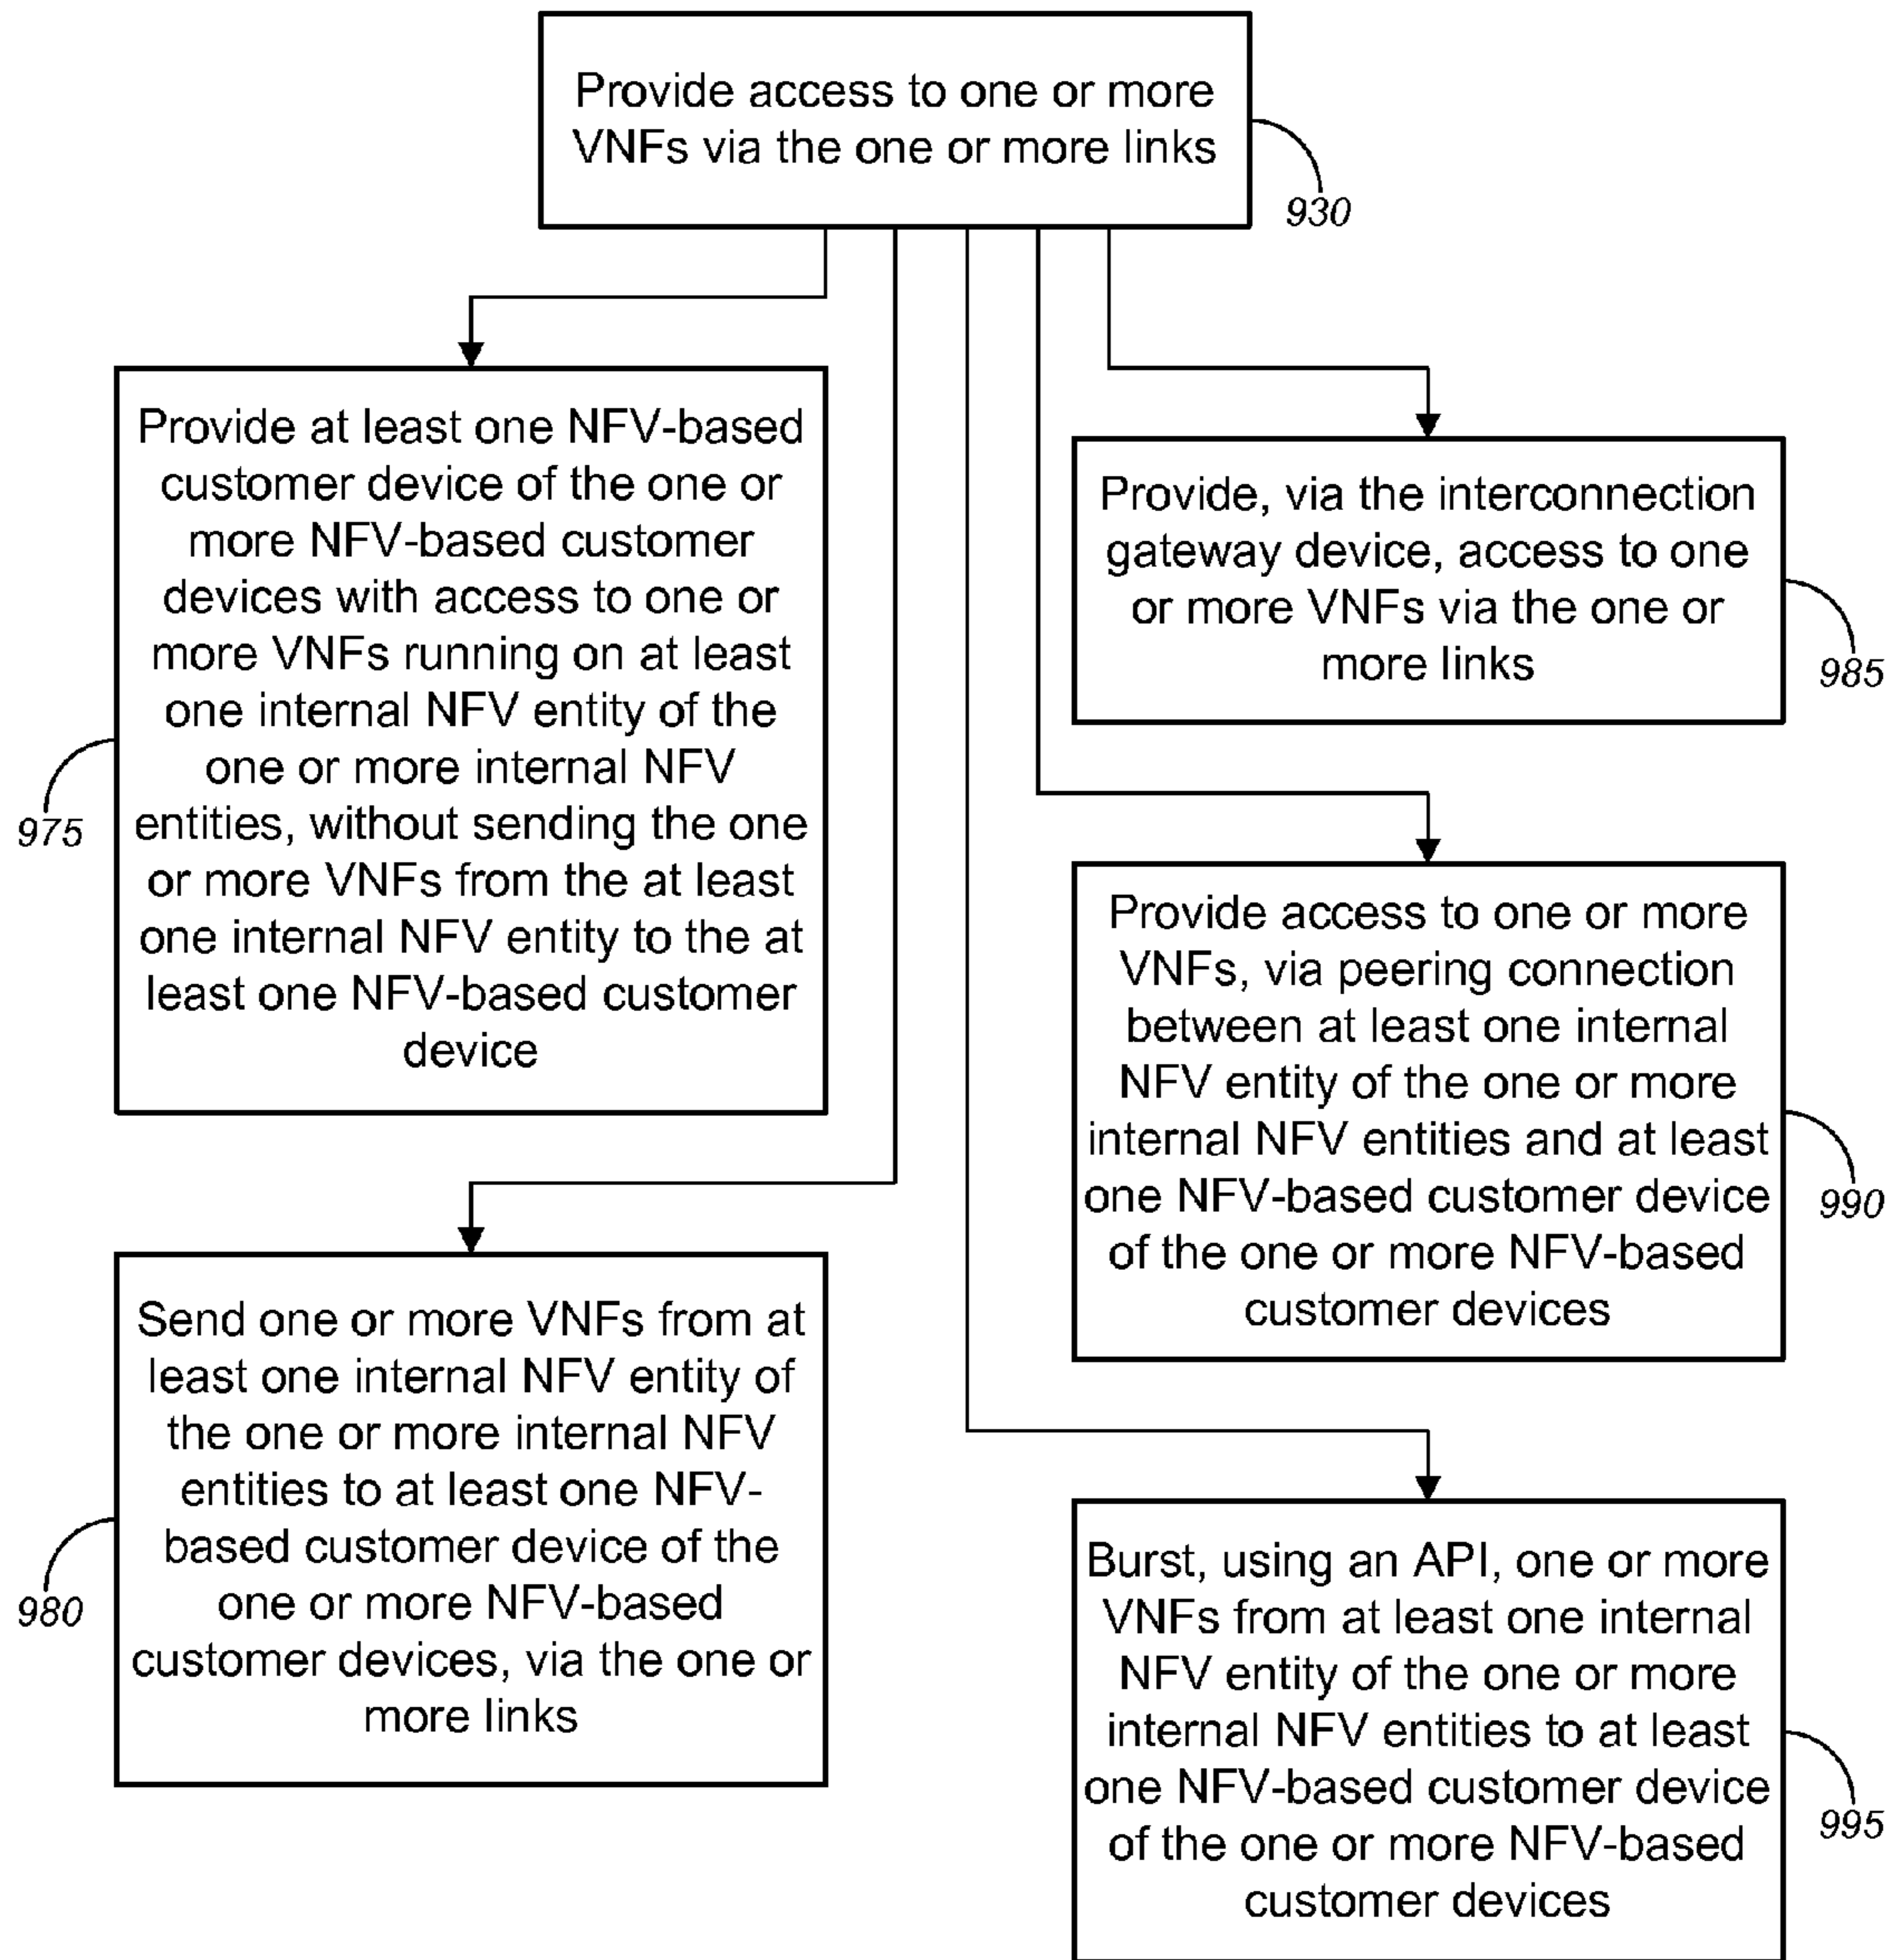 Provide access to one or more
VNFs via the one or more links
930
Provide at least one NFV-based
customer device of the one or
more NFV-based customer
devices with access to one or
more VNFs running on at least
one internal NFV entity of the
one or more internal NFV
entities, without sending the one
or more VNFs from the at least
one internal NFV entity to the at
least one NFV-based customer
device
975
Send one or more VNFs from at
least one internal NFV entity of
the one or more internal NFV
entities to at least one NFV-
based customer device of the
one or more NFV-based
customer devices, via the one or
more links
980
Provide, via the interconnection
gateway device, access to one
or more VNFs via the one or
more links
985
Provide access to one or more
VNFs, via peering connection
between at least one internal
NFV entity of the one or more
internal NFV entities and at least
one NFV-based customer device
of the one or more NFV-based
customer devices
990
Burst, using an API, one or more
VNFs from at least one internal
NFV entity of the one or more
internal NFV entities to at least
one NFV-based customer device
of the one or more NFV-based
customer devices
995